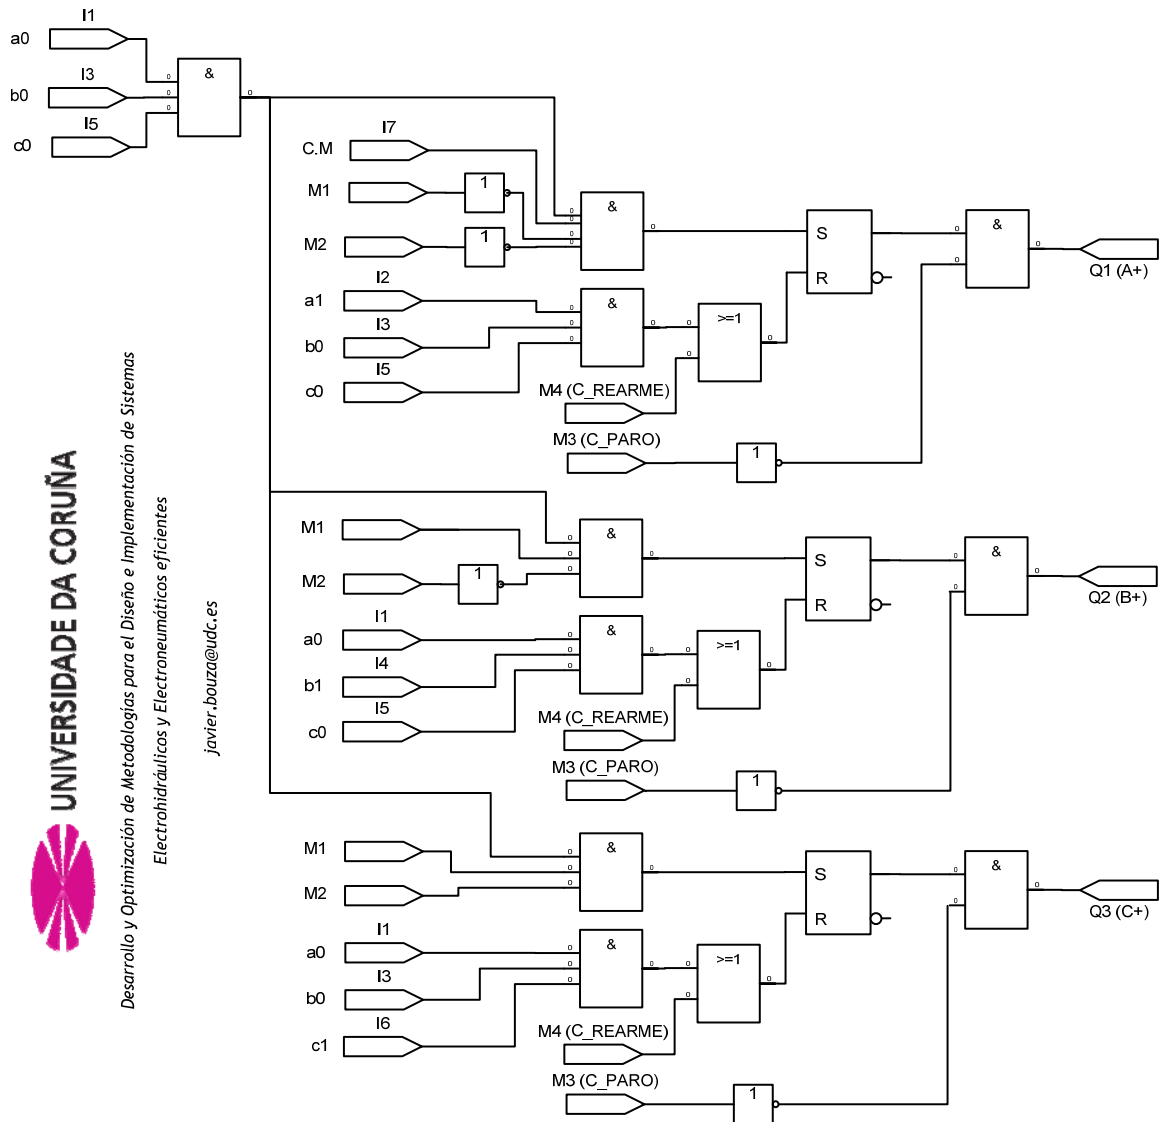 I1
a0
&
I3
b0
I5
c0
I7
C.M
M1
1
&
M2
1
S
R
&
Q1 (A+)
I2
a1
&
I3
b0
>=1
I5
c0
M4 (C_REARME)
M3 (C_PARO)
1
M1
&
M2
1
S
R
&
Q2 (B+)
I1
a0
&
I4
b1
>=1
I5
c0
M4 (C_REARME)
M3 (C_PARO)
1
M1
&
M2
S
R
&
Q3 (C+)
I1
a0
&
I3
b0
>=1
I6
c1
M4 (C_REARME)
M3 (C_PARO)
1
UNIVERSIDADE DA CORUÑA
Desarrollo y Optimización de Metodologías para el Diseño e Implementación de Sistemas
Electrohidráulicos y Electroneumáticos eficientes
javier.bouza@udc.es